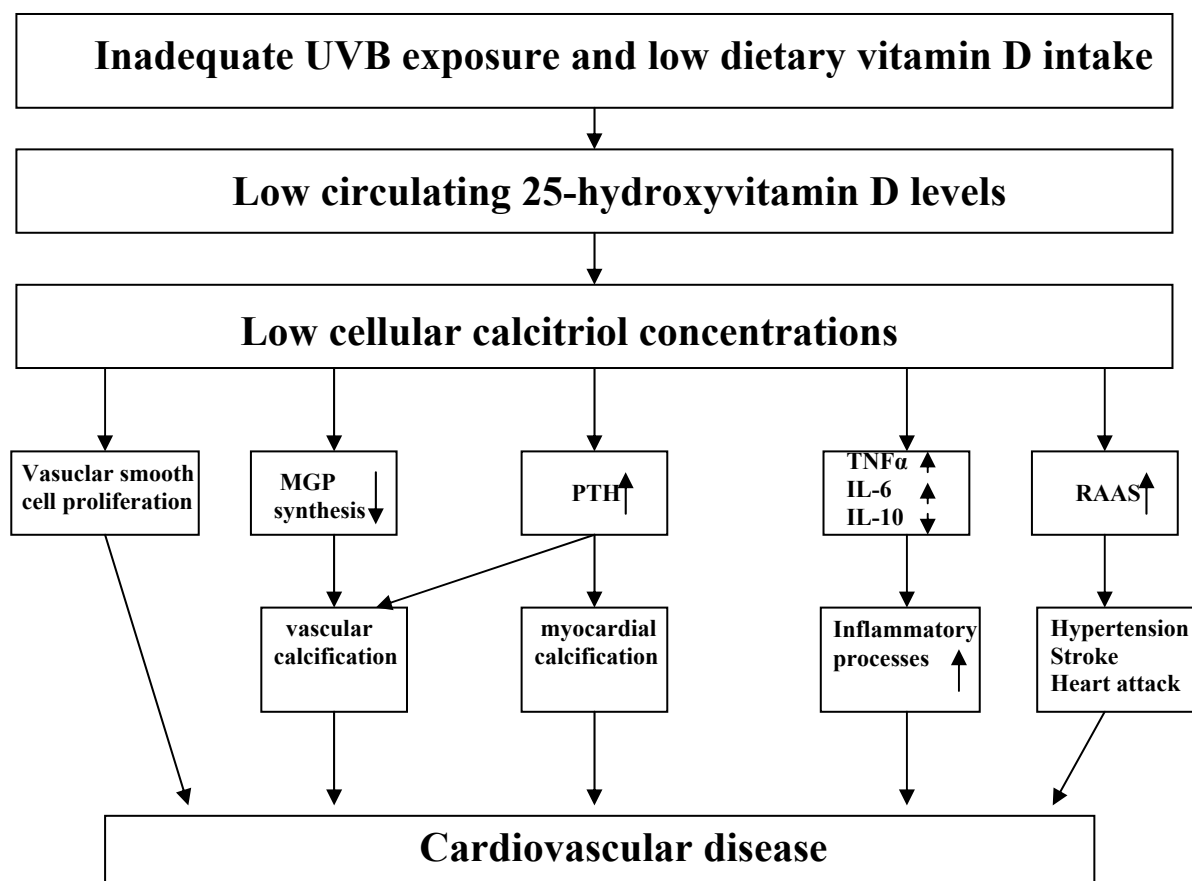 Inadequate UVB exposure and low dietary vitamin D intake
Low circulating 25-hydroxyvitamin D levels
Low cellular calcitriol concentrations
Vasuclar smooth
cell proliferation
MGP
synthesis
PTH
TNFα
IL-6
IL-10
RAAS
vascular
calcification
myocardial
calcification
Inflammatory
processes
Hypertension
Stroke
Heart attack
Cardiovascular disease